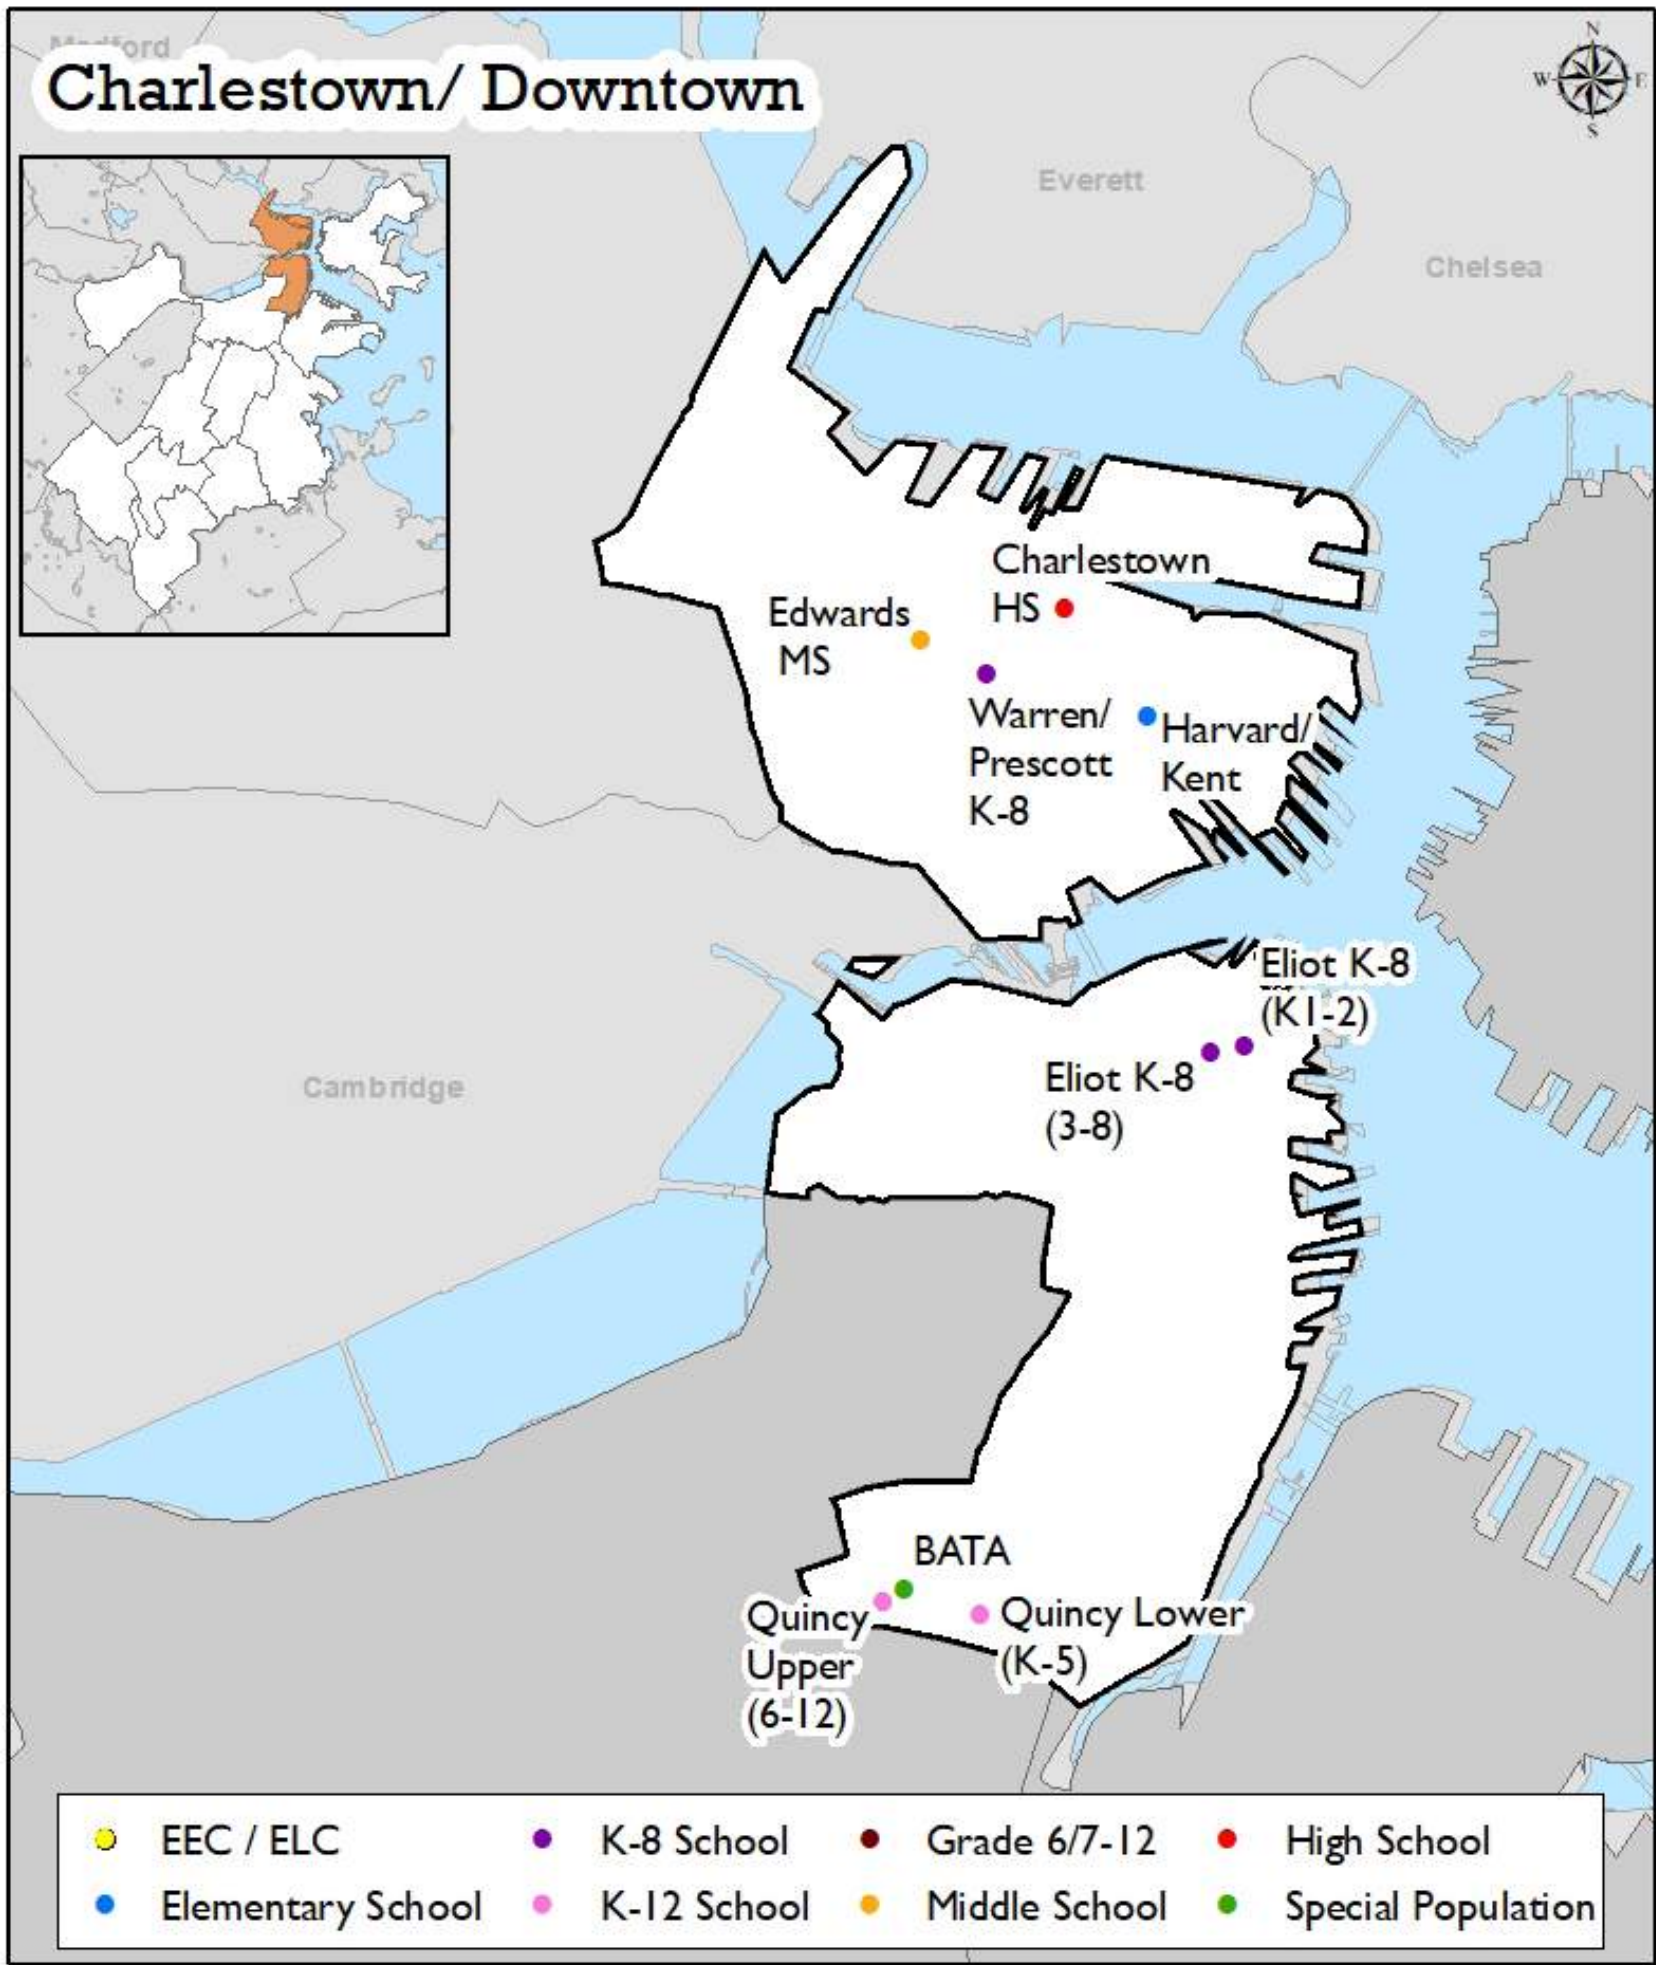 Medford
Charlestown/ Downtown
N
W
E
S
Everett
Chelsea
Charlestown
HS
Edwards
MS
Warren/
Prescott
K-8
Harvard/
Kent
Eliot K-8
(K1-2)
Eliot K-8
(3-8)
Cambridge
BATA
Quincy
Upper
(6-12)
Quincy Lower
(K-5)
EEC / ELC
K-8 School
Grade 6/7-12
High School
Elementary School
K-12 School
Middle School
Special Population